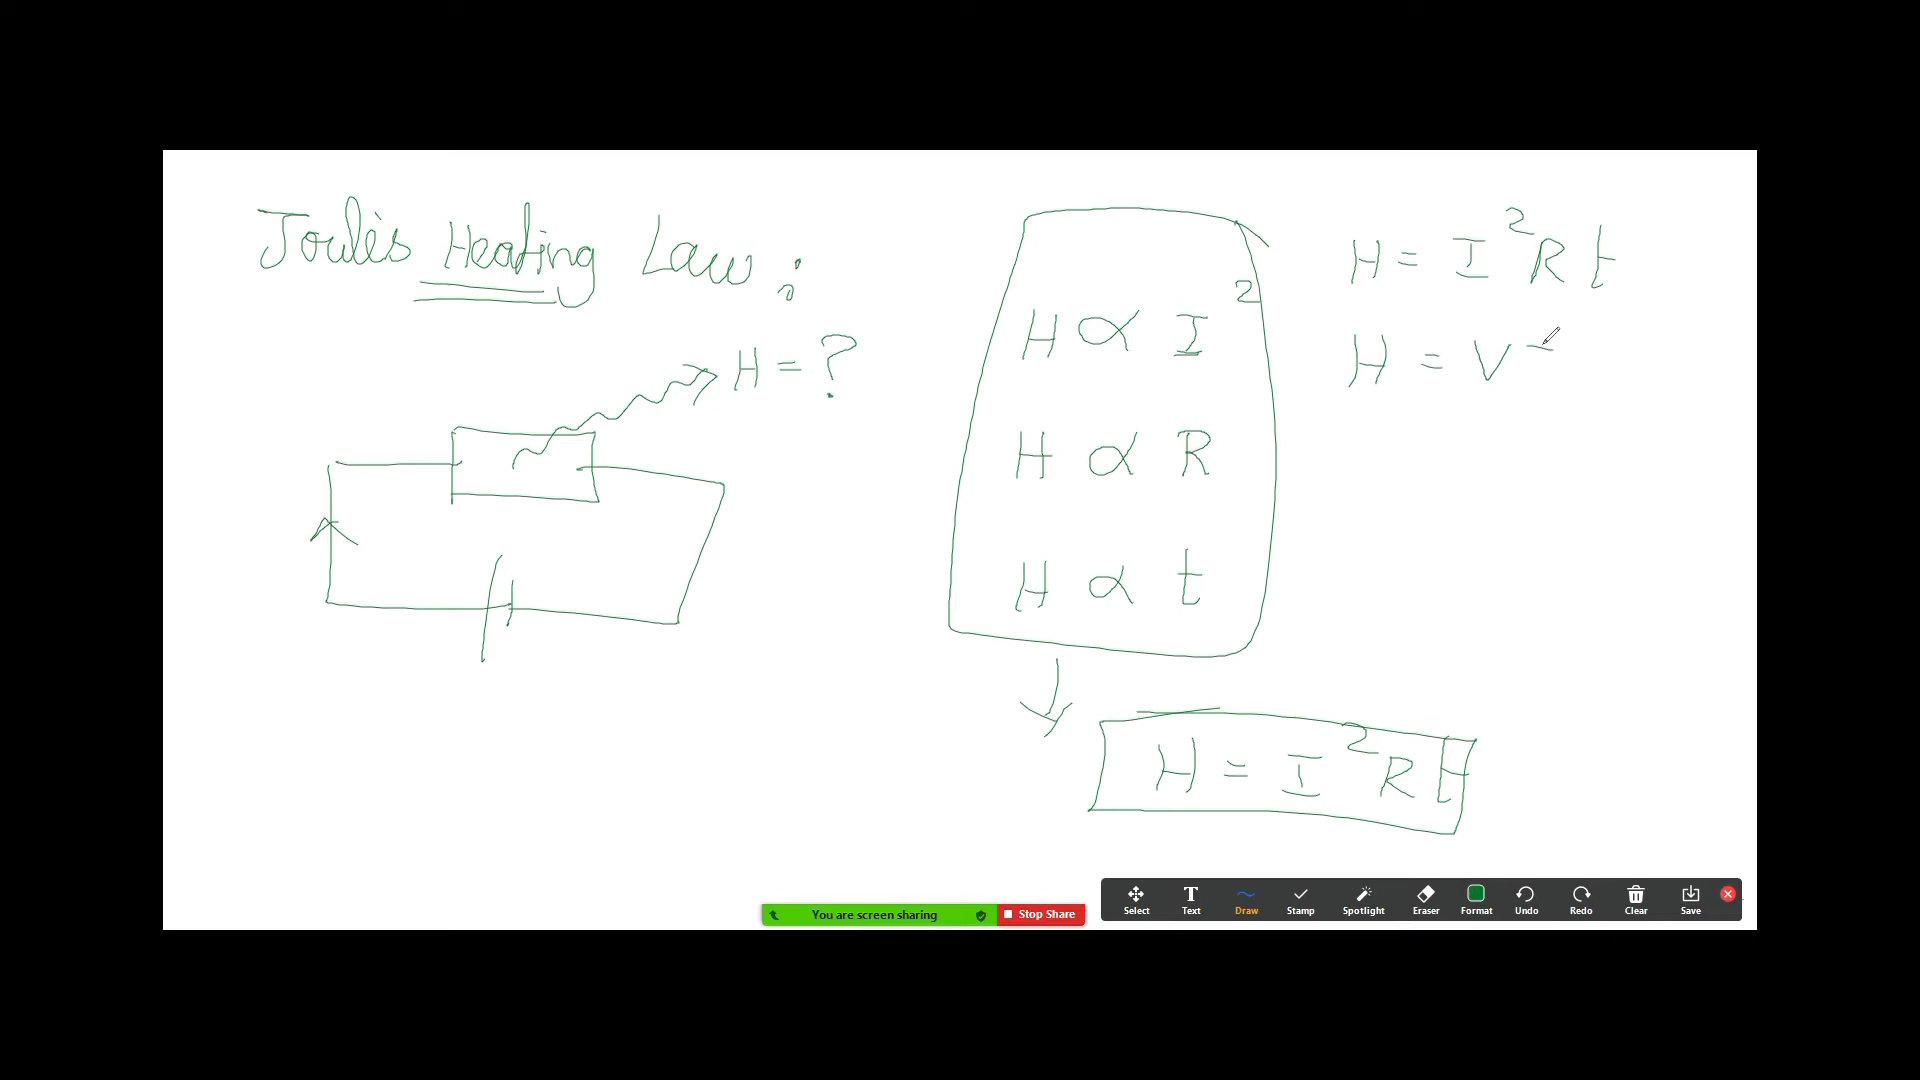 Joule's Heating Law :
H = ?
H ∝ I²
H ∝ R
H ∝ t
H = I²Rt
H = I²Rt
H = V
You are screen sharing
Stop Share
Select
Text
Draw
Stamp
Spotlight
Eraser
Format
Undo
Redo
Clear
Save